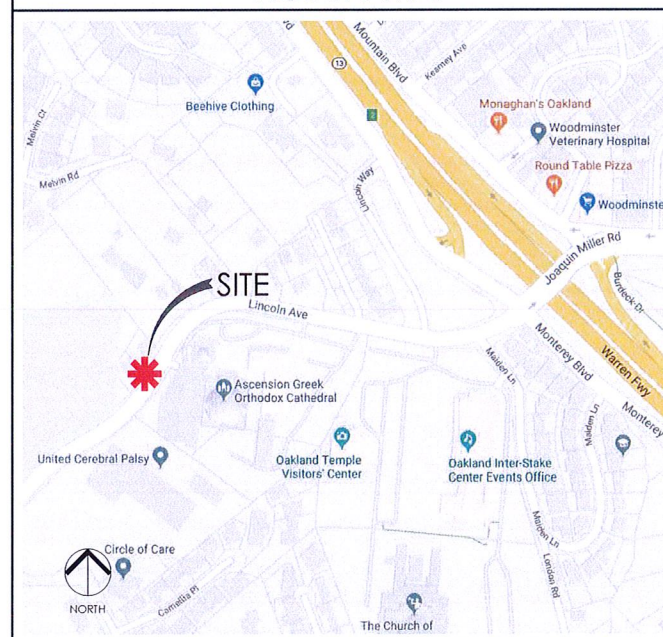 Mountain Blvd
Kearney Ave
13
2
Beehive Clothing
Monaghan's Oakland
Woodminster
Veterinary Hospital
Melvin Ct
Melvin Rd
Round Table Pizza
Lincoln Way
Woodminste
Joaquin Miller Rd
SITE
Burdeck Dr
Lincoln Ave
Monterey Blvd
Warren Fwy
Maiden Ln
Ascension Greek
Orthodox Cathedral
Monterey
Maiden Ln
United Cerebral Palsy
Oakland Temple
Visitors' Center
Oakland Inter-Stake
Center Events Office
Maiden Ln
Circle of Care
London Rd
Camellia Pl
NORTH
The Church of